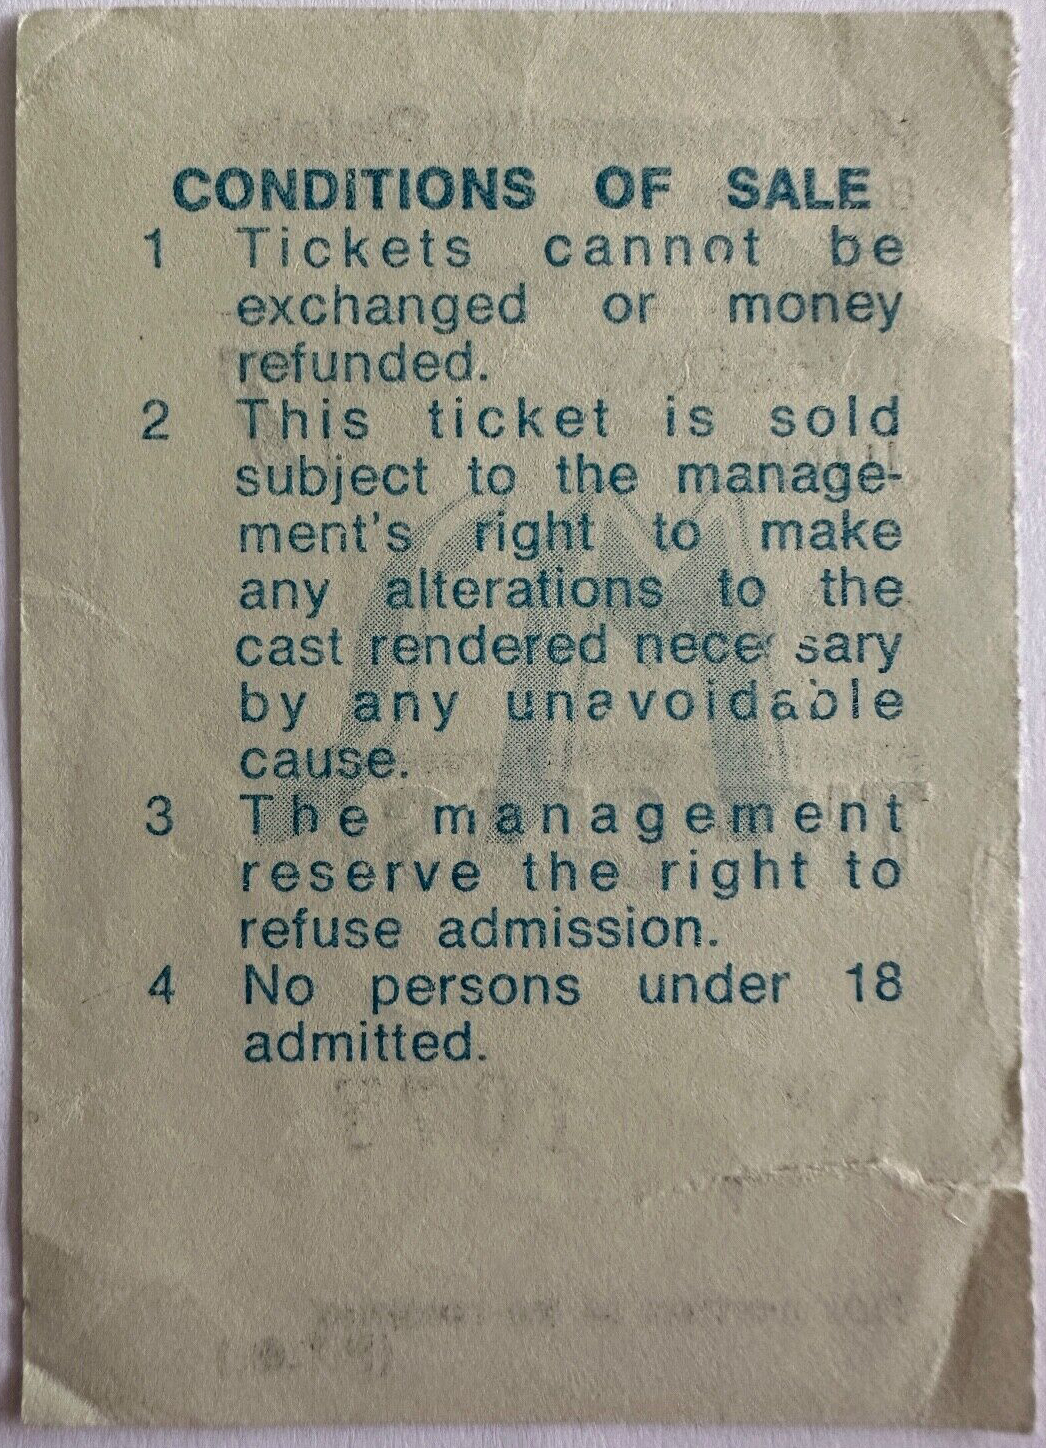 CONDITIONS OF SALE
1 Tickets cannot be
exchanged or money
refunded.
2 This ticket is sold
subject to the manage-
ment's right to make
any alterations to the
cast rendered necessary
by any unavoidable
cause.
3 The management
reserve the right to
refuse admission.
4 No persons under 18
admitted.